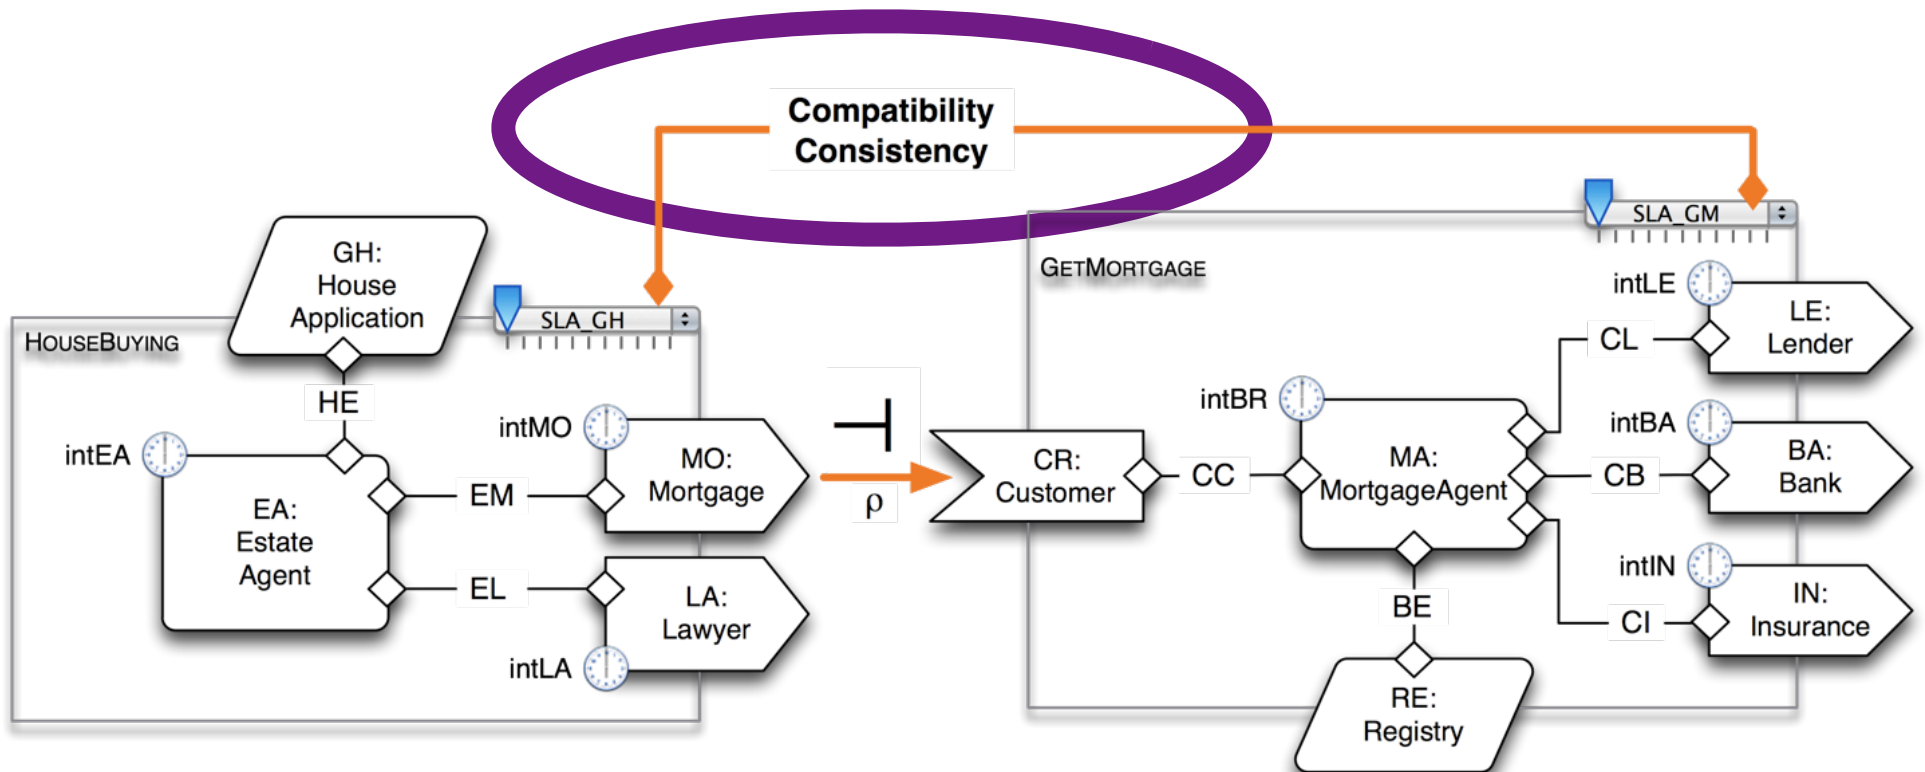 Compatibility
Consistency
GH:
House
Application
HOUSEBUYING
SLA_GH
HE
intEA
intMO
MO:
Mortgage
EM
EA:
Estate
Agent
EL
LA:
Lawyer
intLA
ρ
SLA_GM
GETMORTGAGE
intLE
LE:
Lender
CL
intBR
intBA
BA:
Bank
CR:
Customer
CC
MA:
MortgageAgent
CB
intIN
IN:
Insurance
CI
BE
RE:
Registry